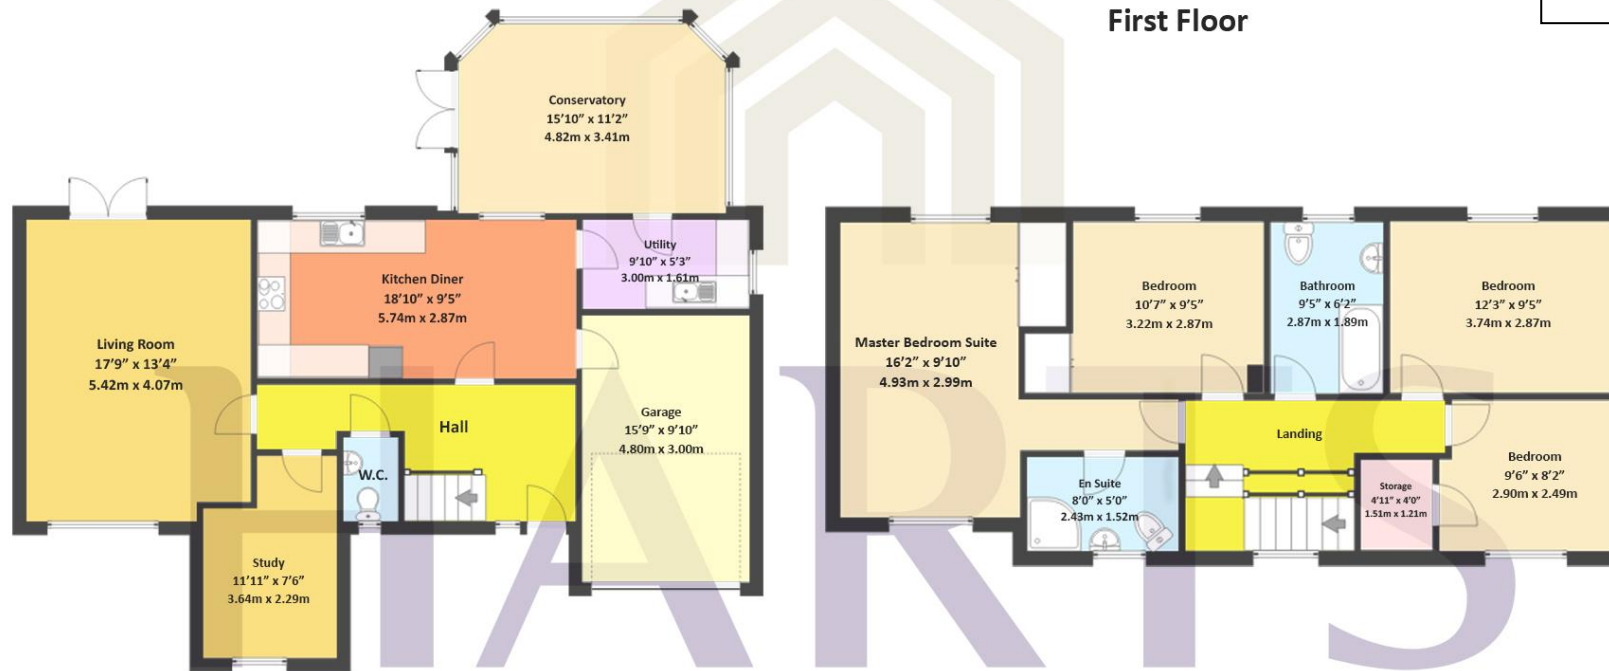 First Floor
Conservatory
15'10" x 11'2"
4.82m x 3.41m
Living Room
17'9" x 13'4"
5.42m x 4.07m
Kitchen Diner
18'10" x 9'5"
5.74m x 2.87m
Utility
9'10" x 5'3"
3.00m x 1.61m
Hall
W.C.
Garage
15'9" x 9'10"
4.80m x 3.00m
Study
11'11" x 7'6"
3.64m x 2.29m
Master Bedroom Suite
16'2" x 9'10"
4.93m x 2.99m
Bedroom
10'7" x 9'5"
3.22m x 2.87m
Bathroom
9'5" x 6'2"
2.87m x 1.89m
Bedroom
12'3" x 9'5"
3.74m x 2.87m
Landing
En Suite
8'0" x 5'0"
2.43m x 1.52m
Storage
4'11" x 4'0"
1.51m x 1.21m
Bedroom
9'6" x 8'2"
2.90m x 2.49m
HARTS